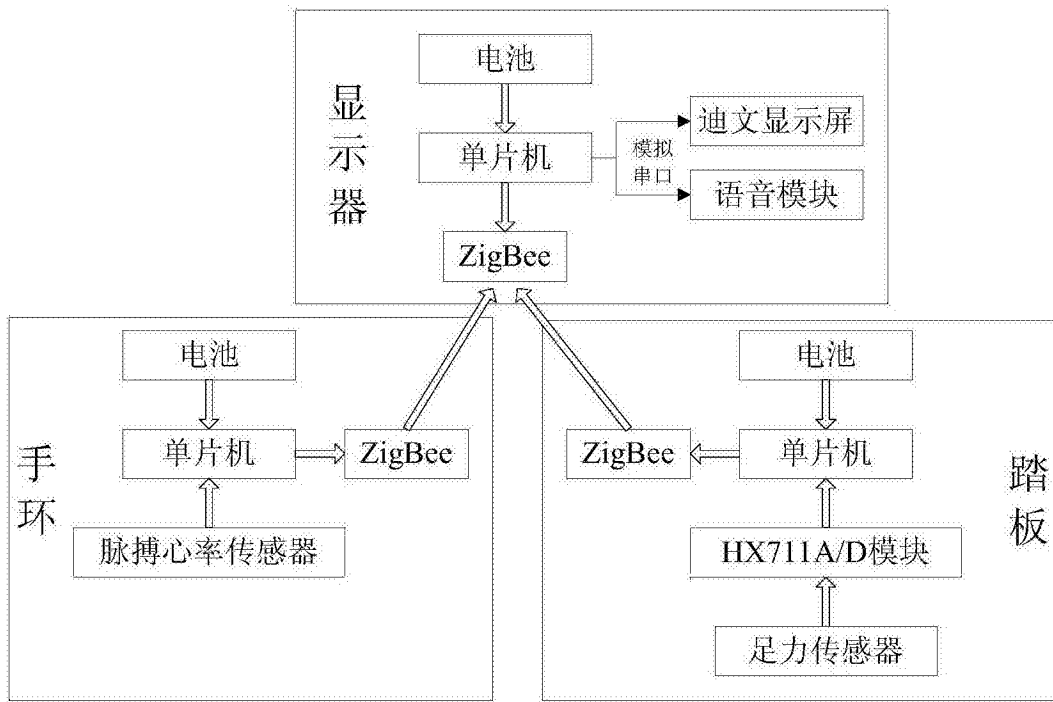 显示器
电池
单片机
模拟
串口
迪文显示屏
语音模块
ZigBee
手环
电池
单片机
ZigBee
脉搏心率传感器
踏板
电池
单片机
ZigBee
HX711A/D模块
足力传感器